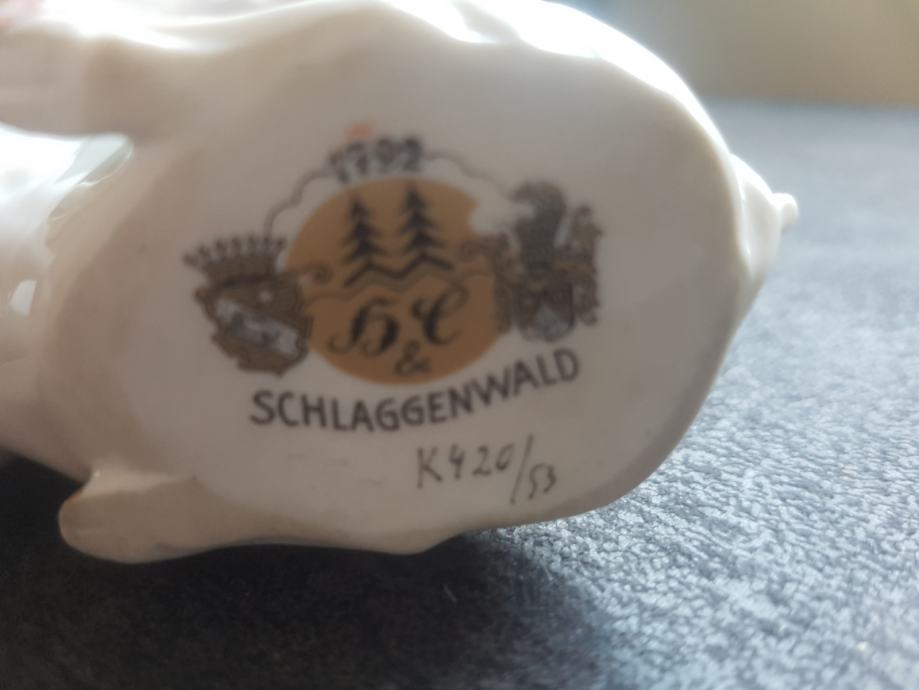 1792
H & C
SCHLAGGENWALD
K420/53